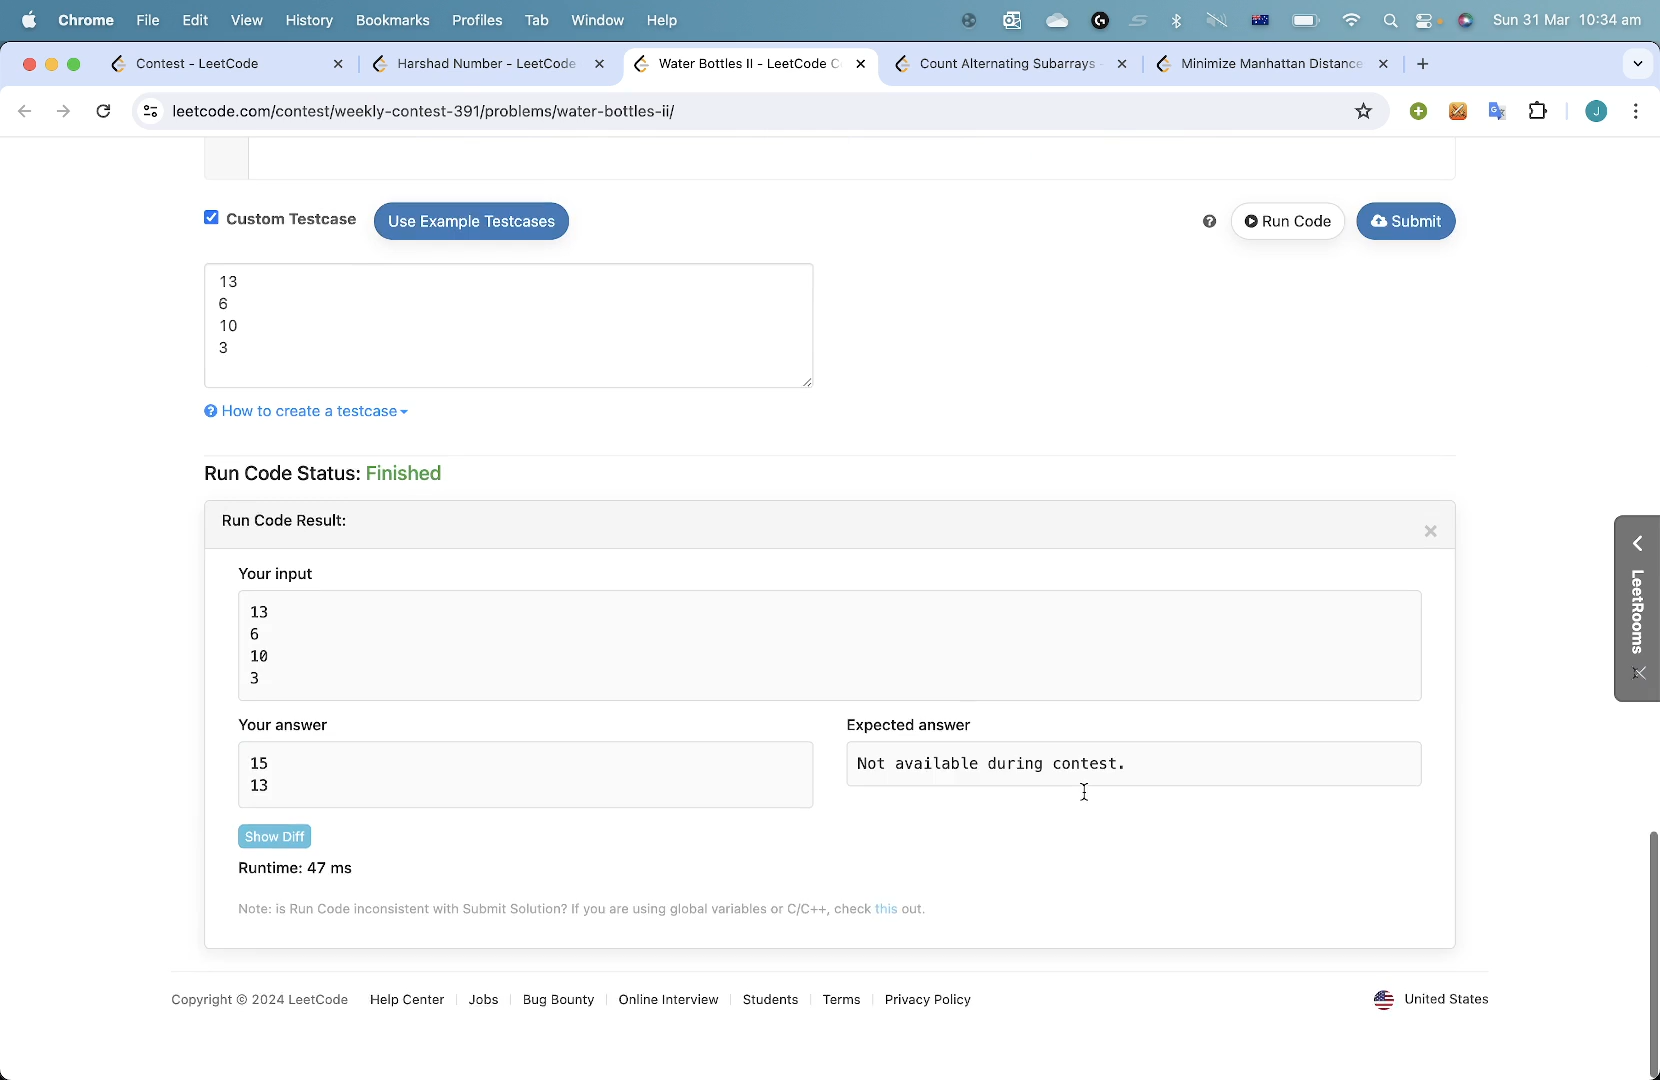 Chrome File Edit View History Bookmarks Profiles Tab Window Help Sun 31 Mar 10:34 am
Contest - LeetCode Harshad Number - LeetCode Water Bottles II - LeetCode C Count Alternating Subarrays - Minimize Manhattan Distance
leetcode.com/contest/weekly-contest-391/problems/water-bottles-ii/ J
Custom Testcase Use Example Testcases Run Code Submit
13
6
10
3
How to create a testcase
Run Code Status: Finished
Run Code Result:
Your input
13
6
10
3
LeetRooms
Your answer Expected answer
15 Not available during contest.
13
Show Diff
Runtime: 47 ms
Note: is Run Code inconsistent with Submit Solution? If you are using global variables or C/C++, check this out.
Copyright © 2024 LeetCode Help Center Jobs Bug Bounty Online Interview Students Terms Privacy Policy United States